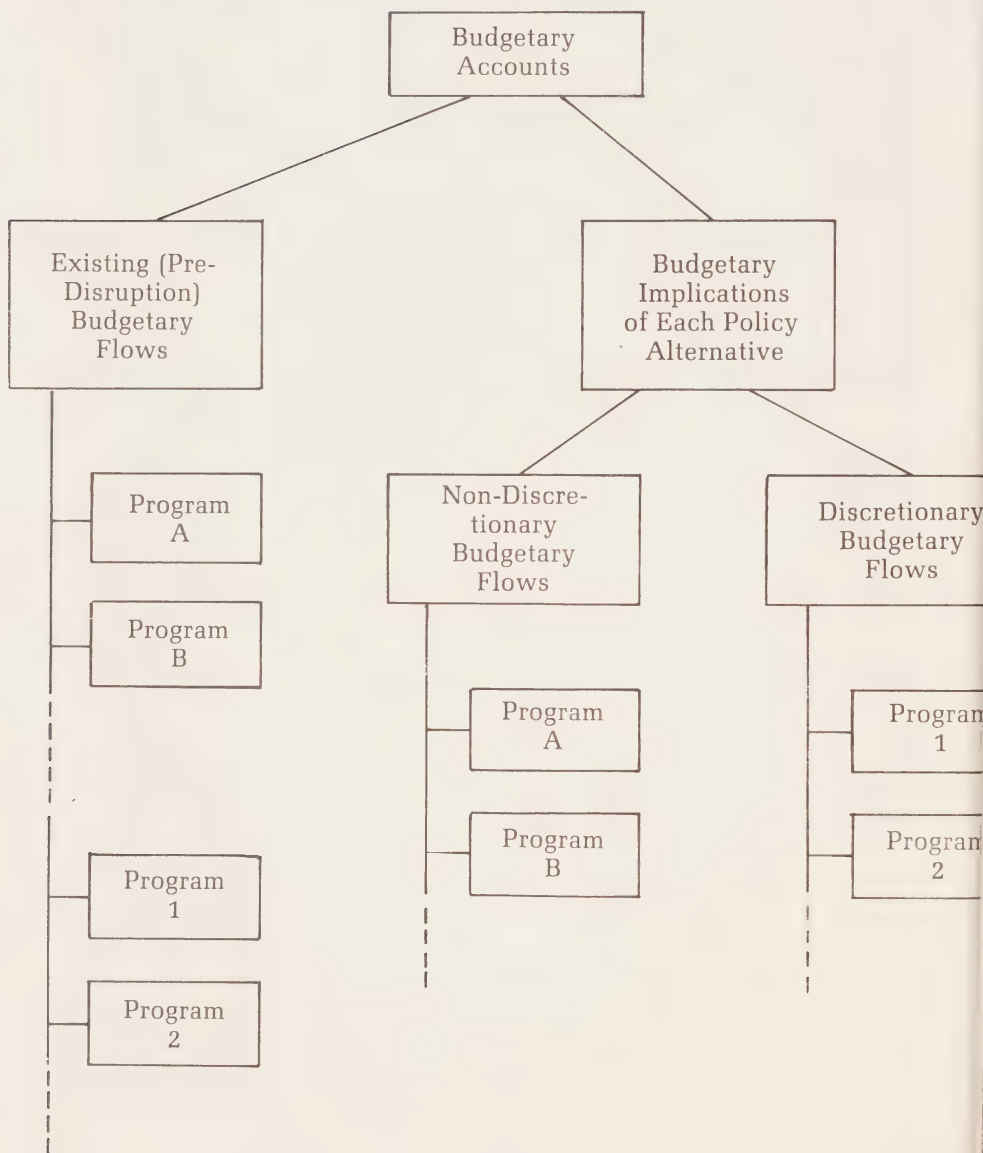 Budgetary
Accounts
Existing (Pre-
Disruption)
Budgetary
Flows
Budgetary
Implications
of Each Policy
Alternative
Program
A
Program
B
Program
1
Program
2
Non-Discre-
tionary
Budgetary
Flows
Program
A
Program
B
Discretionary
Budgetary
Flows
Program
1
Program
2